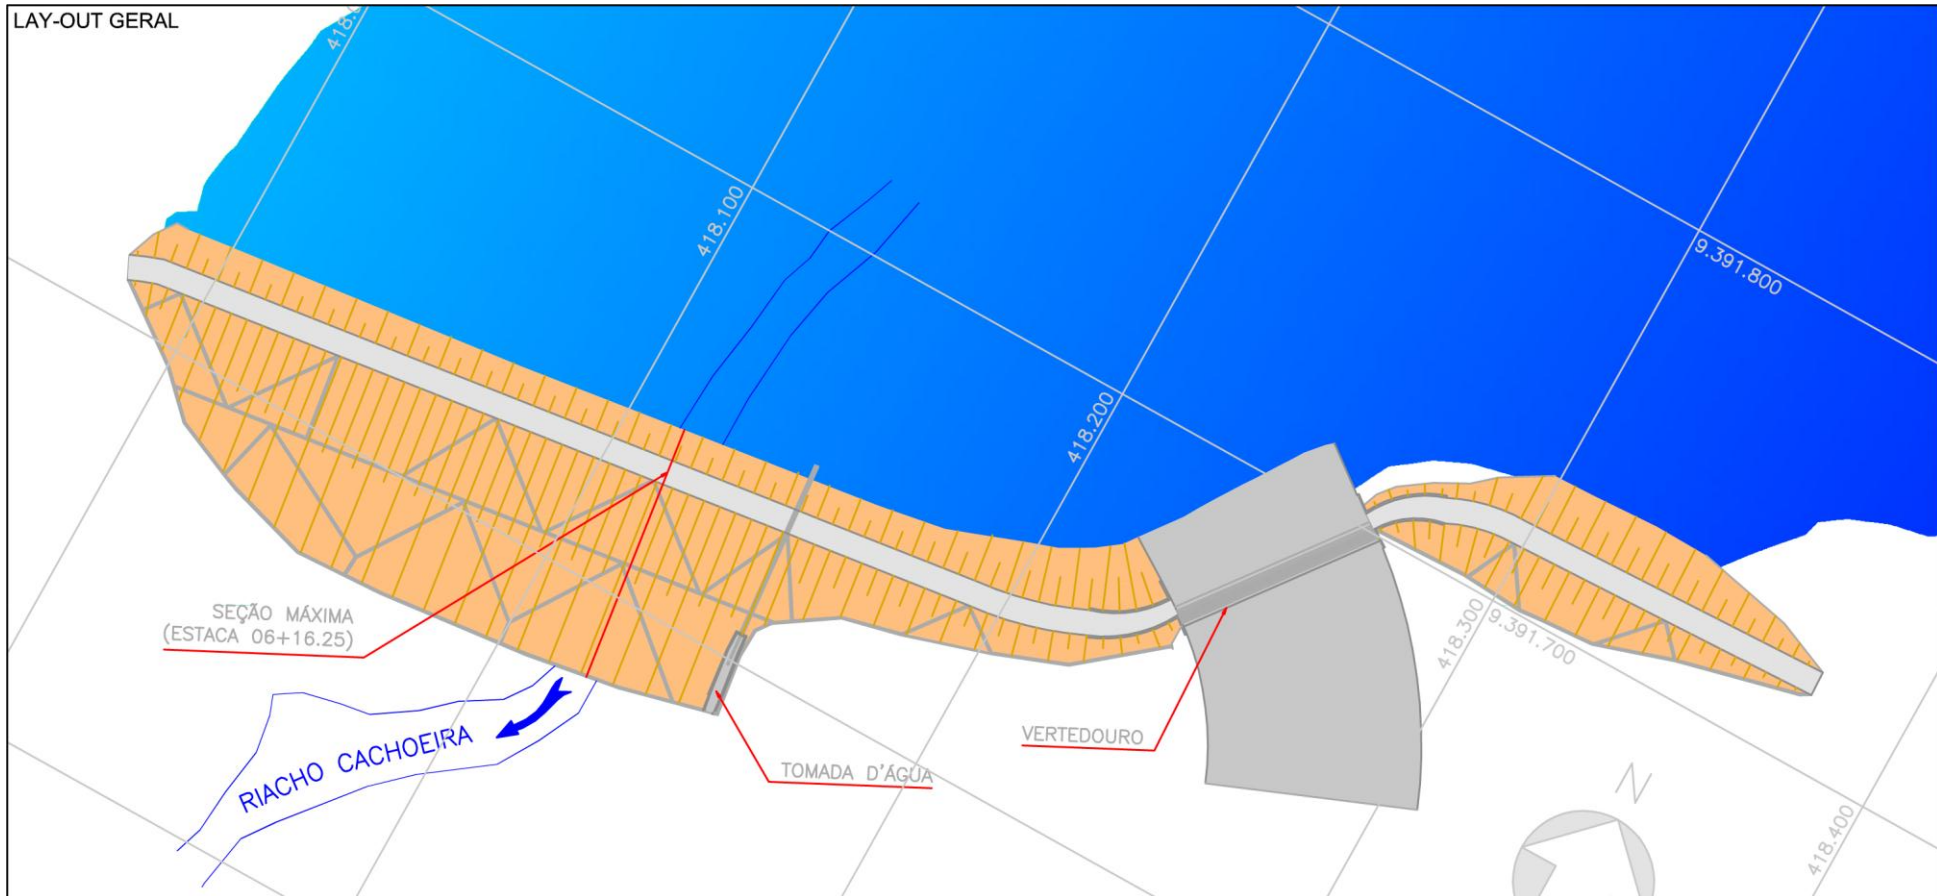 LAY-OUT GERAL
418.100
418.200
9.391.800
418.300
9.391.700
418.400
SEÇÃO MÁXIMA
(ESTACA 06+16.25)
RIACHO CACHOEIRA
TOMADA D'ÁGUA
VERTEDOURO
N